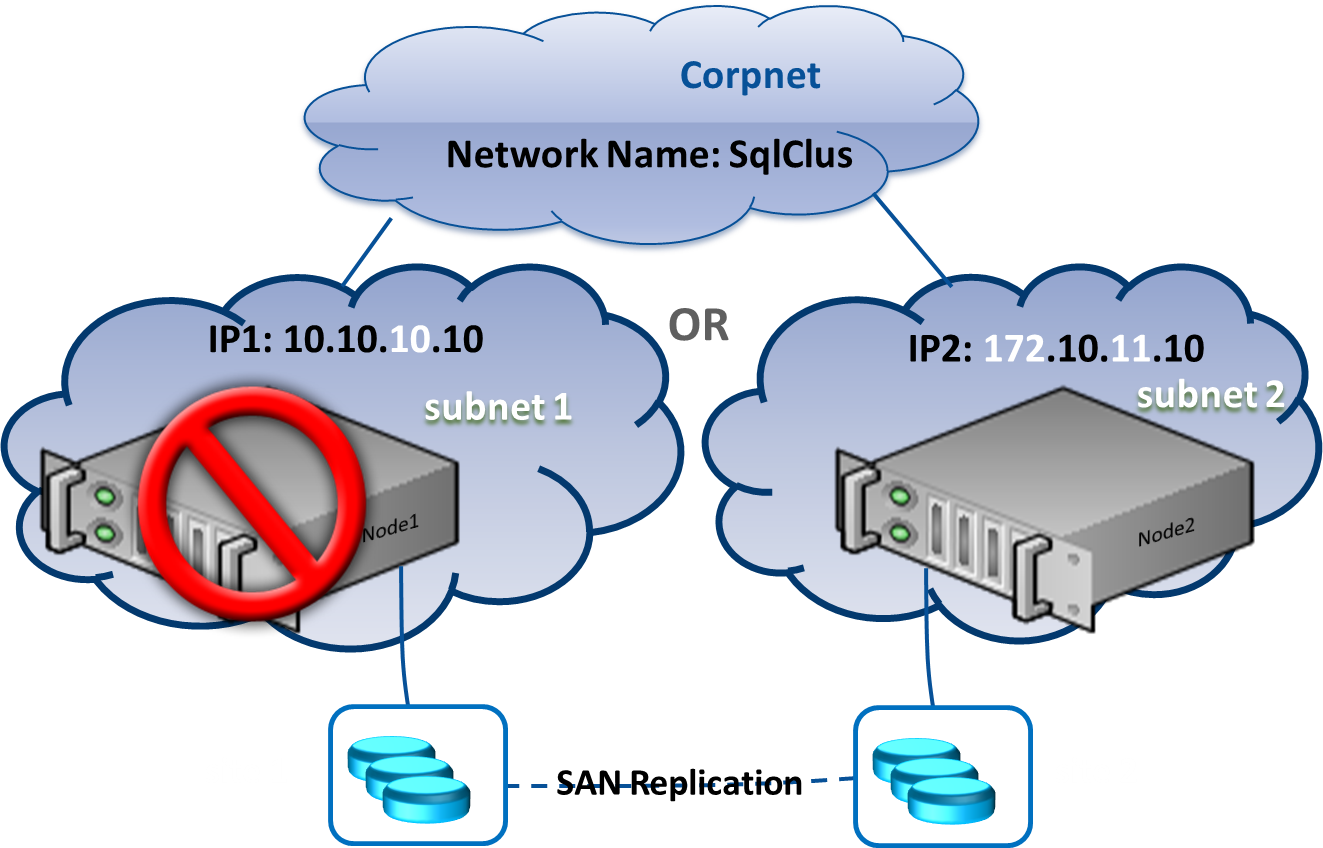 Corpnet
Network Name: SqlClus
IP1: 10.10.10.10
OR
IP2: 172.10.11.10
subnet 1
subnet 2
Node1
Node2
SAN Replication